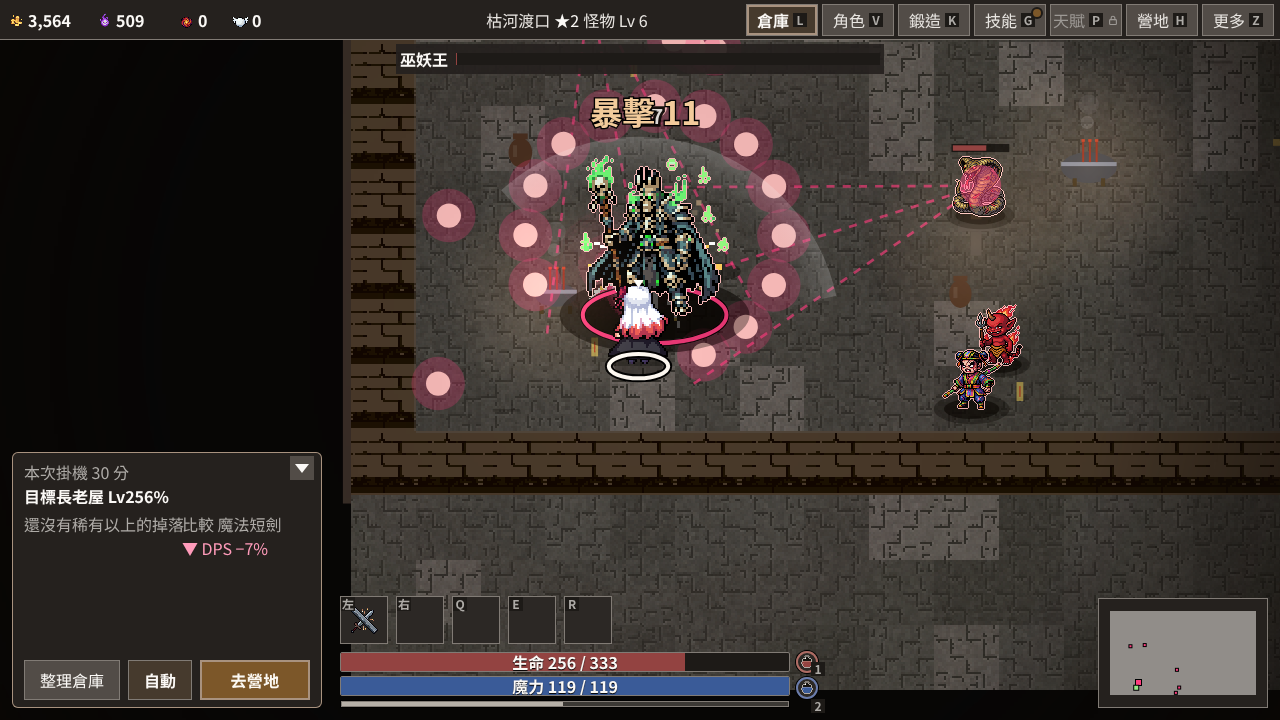 3,564 509 0 0 枯河渡口 ★2 怪物 Lv 6 倉庫 L 角色 V 鍛造 K 技能 G 天賦 P 營地 H 更多 Z
巫妖王
暴擊 711
本次掛機 30 分
目標長老屋 Lv256%
還沒有稀有以上的掉落比較 魔法短劍
▼ DPS −7%
整理倉庫 自動 去營地
左 右 Q E R
生命 256 / 333 1
魔力 119 / 119
2